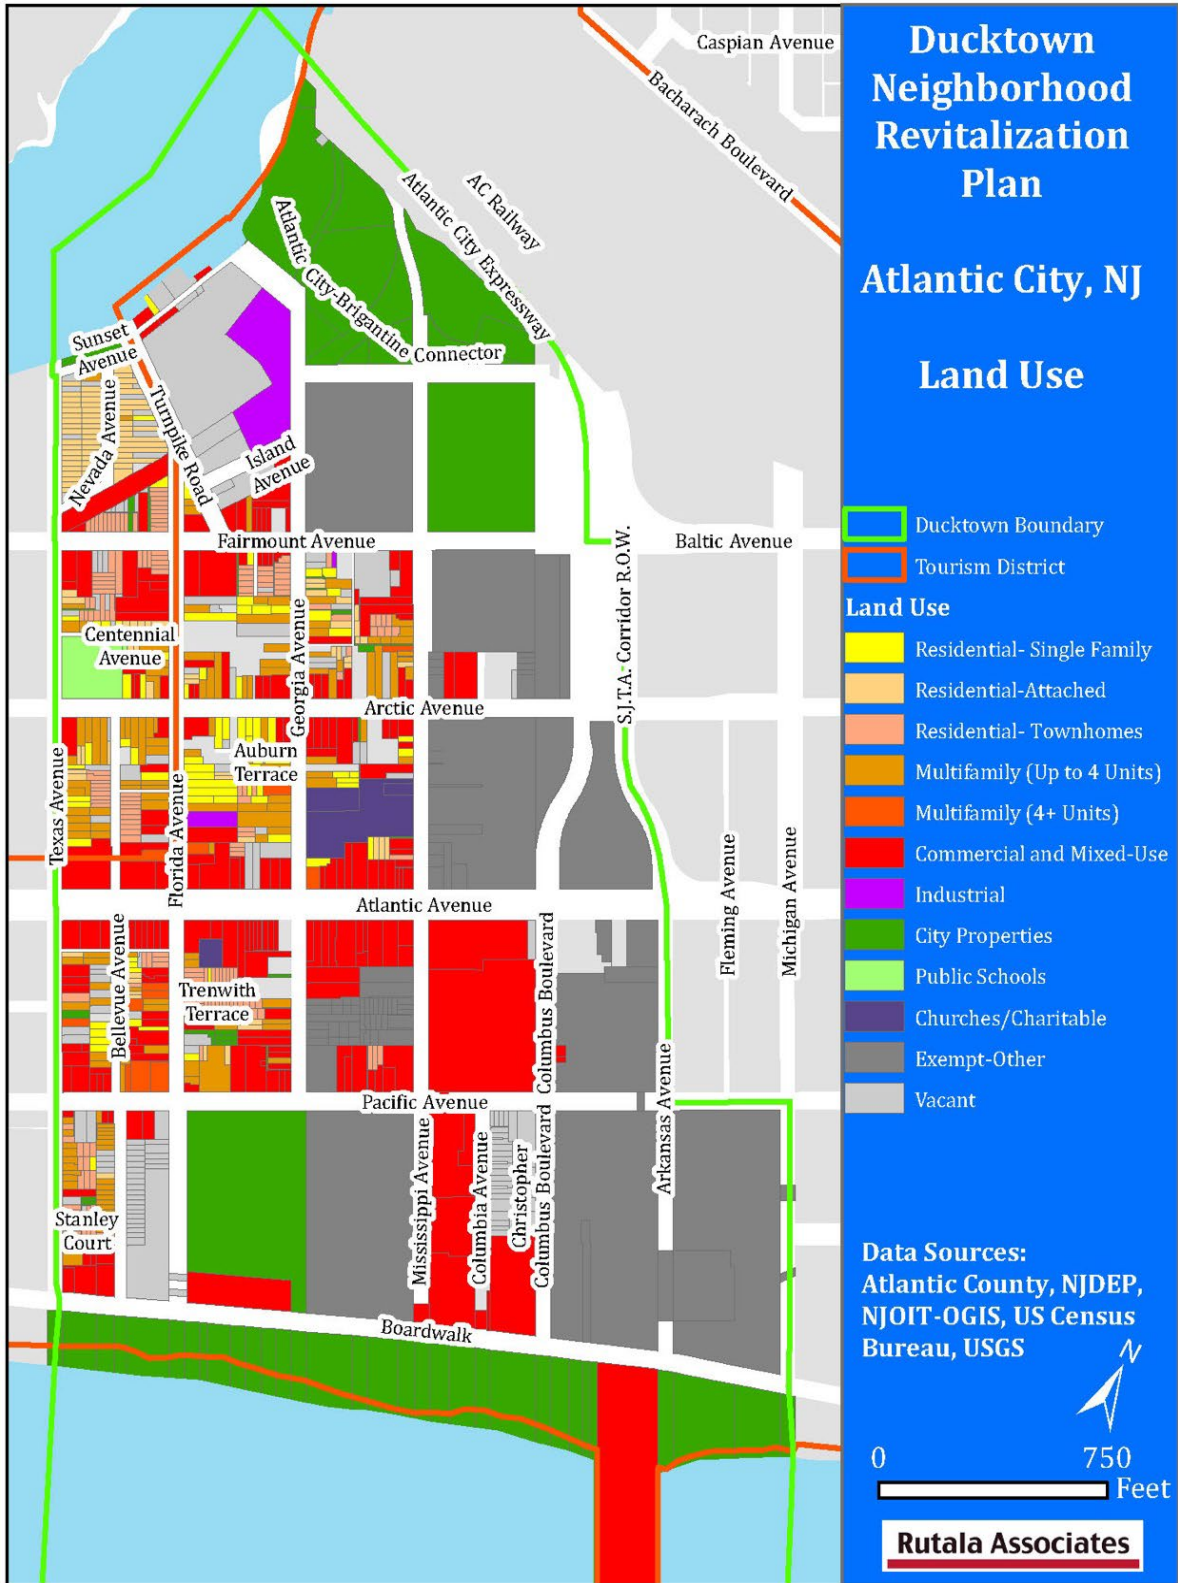 Ducktown
Neighborhood
Revitalization
Plan
Atlantic City, NJ
Land Use
Ducktown Boundary
Tourism District
Land Use
Residential- Single Family
Residential-Attached
Residential- Townhomes
Multifamily (Up to 4 Units)
Multifamily (4+ Units)
Commercial and Mixed-Use
Industrial
City Properties
Public Schools
Churches/Charitable
Exempt-Other
Vacant
Data Sources:
Atlantic County, NJDEP,
NJOIT-OGIS, US Census
Bureau, USGS
N
0 750
Feet
Rutala Associates
Caspian Avenue
Bacharach Boulevard
AC Railway
Atlantic City Expressway
Atlantic City-Brigantine
Connector
Sunset
Avenue
Nevada Avenue
Turnpike Road
Island
Avenue
Fairmount Avenue
Baltic Avenue
S.J.T.A. Corridor R.O.W.
Centennial
Avenue
Georgia Avenue
Arctic Avenue
Auburn
Terrace
Texas Avenue
Florida Avenue
Atlantic Avenue
Fleming Avenue
Michigan Avenue
Bellevue Avenue
Trenwith
Terrace
Columbus Boulevard
Pacific Avenue
Arkansas Avenue
Mississippi Avenue
Columbia Avenue
Christopher
Columbus Boulevard
Stanley
Court
Boardwalk